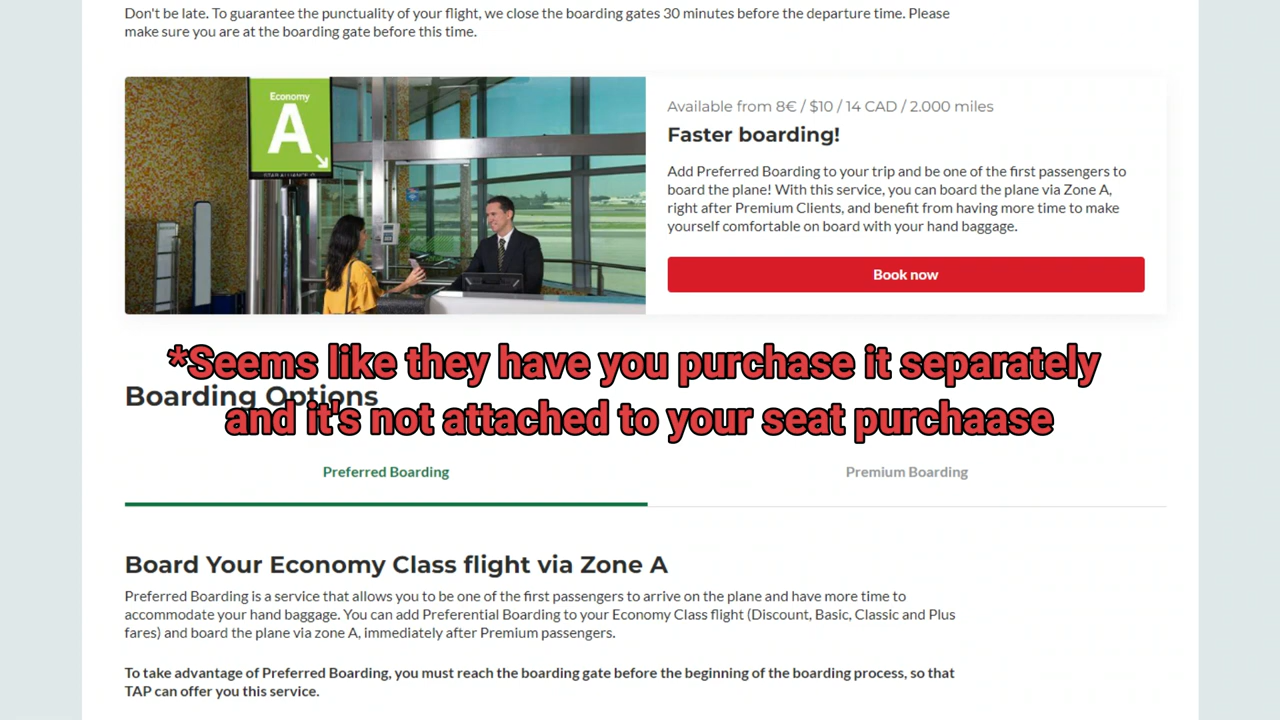 Don't be late. To guarantee the punctuality of your flight, we close the boarding gates 30 minutes before the departure time. Please
make sure you are at the boarding gate before this time.
Economy
A
STAR ALLIANCE G
Available from 8€ / $10 / 14 CAD / 2.000 miles
Faster boarding!
Add Preferred Boarding to your trip and be one of the first passengers to
board the plane! With this service, you can board the plane via Zone A,
right after Premium Clients, and benefit from having more time to make
yourself comfortable on board with your hand baggage.
Book now
*Seems like they have you purchase it separately
Boarding Options
and it's not attached to your seat purchaase
Preferred Boarding
Premium Boarding
Board Your Economy Class flight via Zone A
Preferred Boarding is a service that allows you to be one of the first passengers to arrive on the plane and have more time to
accommodate your hand baggage. You can add Preferential Boarding to your Economy Class flight (Discount, Basic, Classic and Plus
fares) and board the plane via zone A, immediately after Premium passengers.
To take advantage of Preferred Boarding, you must reach the boarding gate before the beginning of the boarding process, so that
TAP can offer you this service.